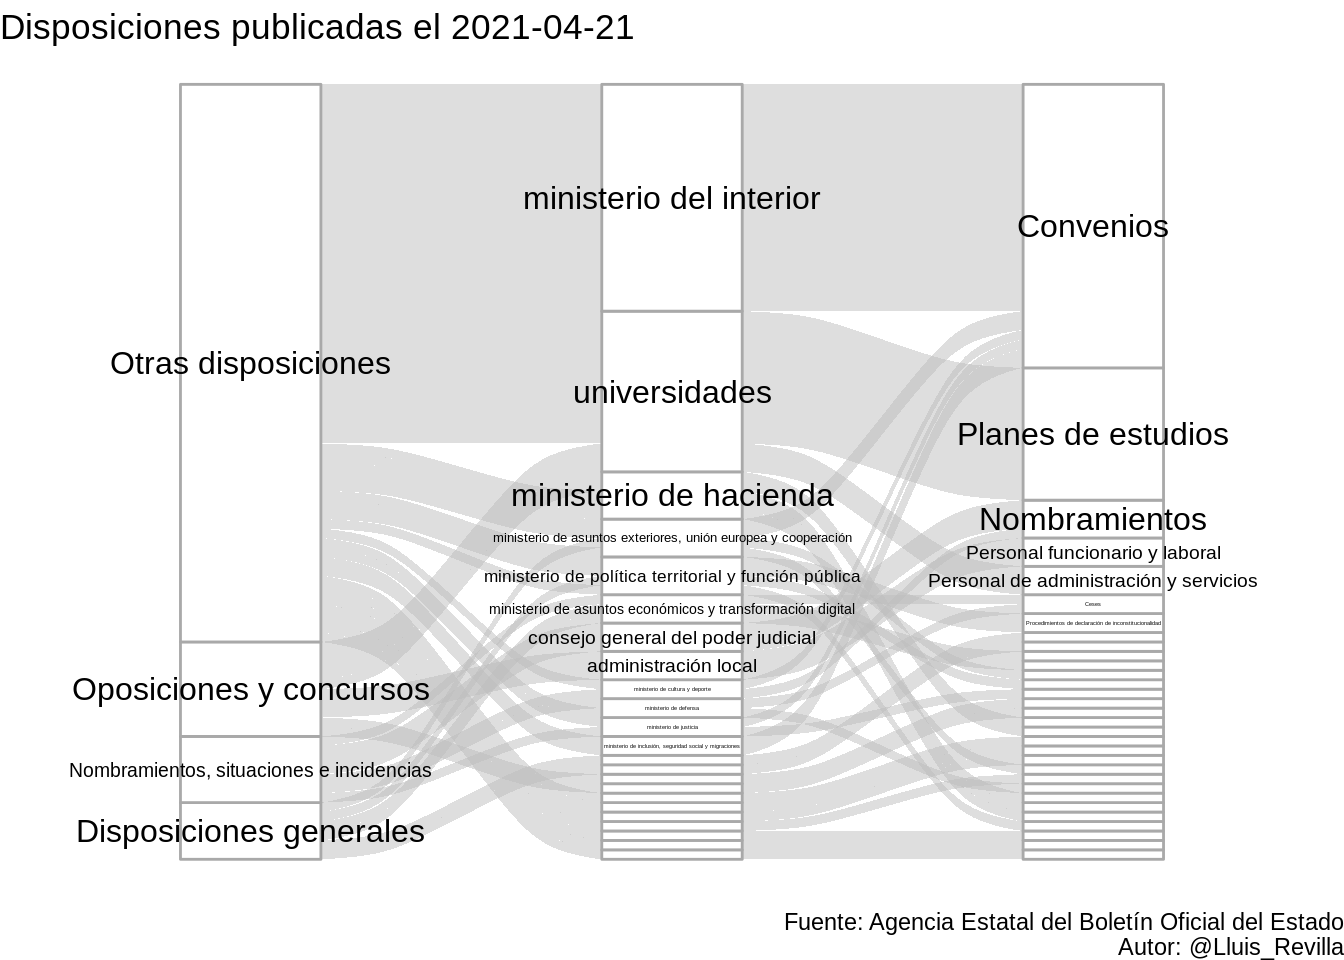 Disposiciones publicadas el 2021-04-21
Otras disposiciones
Oposiciones y concursos
Nombramientos, situaciones e incidencias
Disposiciones generales
ministerio del interior
universidades
ministerio de hacienda
ministerio de asuntos exteriores, unión europea y cooperación
ministerio de política territorial y función pública
ministerio de asuntos económicos y transformación digital
consejo general del poder judicial
administración local
ministerio de cultura y deporte
ministerio de defensa
ministerio de justicia
ministerio de inclusión, seguridad social y migraciones
Convenios
Planes de estudios
Nombramientos
Personal funcionario y laboral
Personal de administración y servicios
Ceses
Procedimientos de declaración de inconstitucionalidad
Fuente: Agencia Estatal del Boletín Oficial del Estado
Autor: @Lluis_Revilla